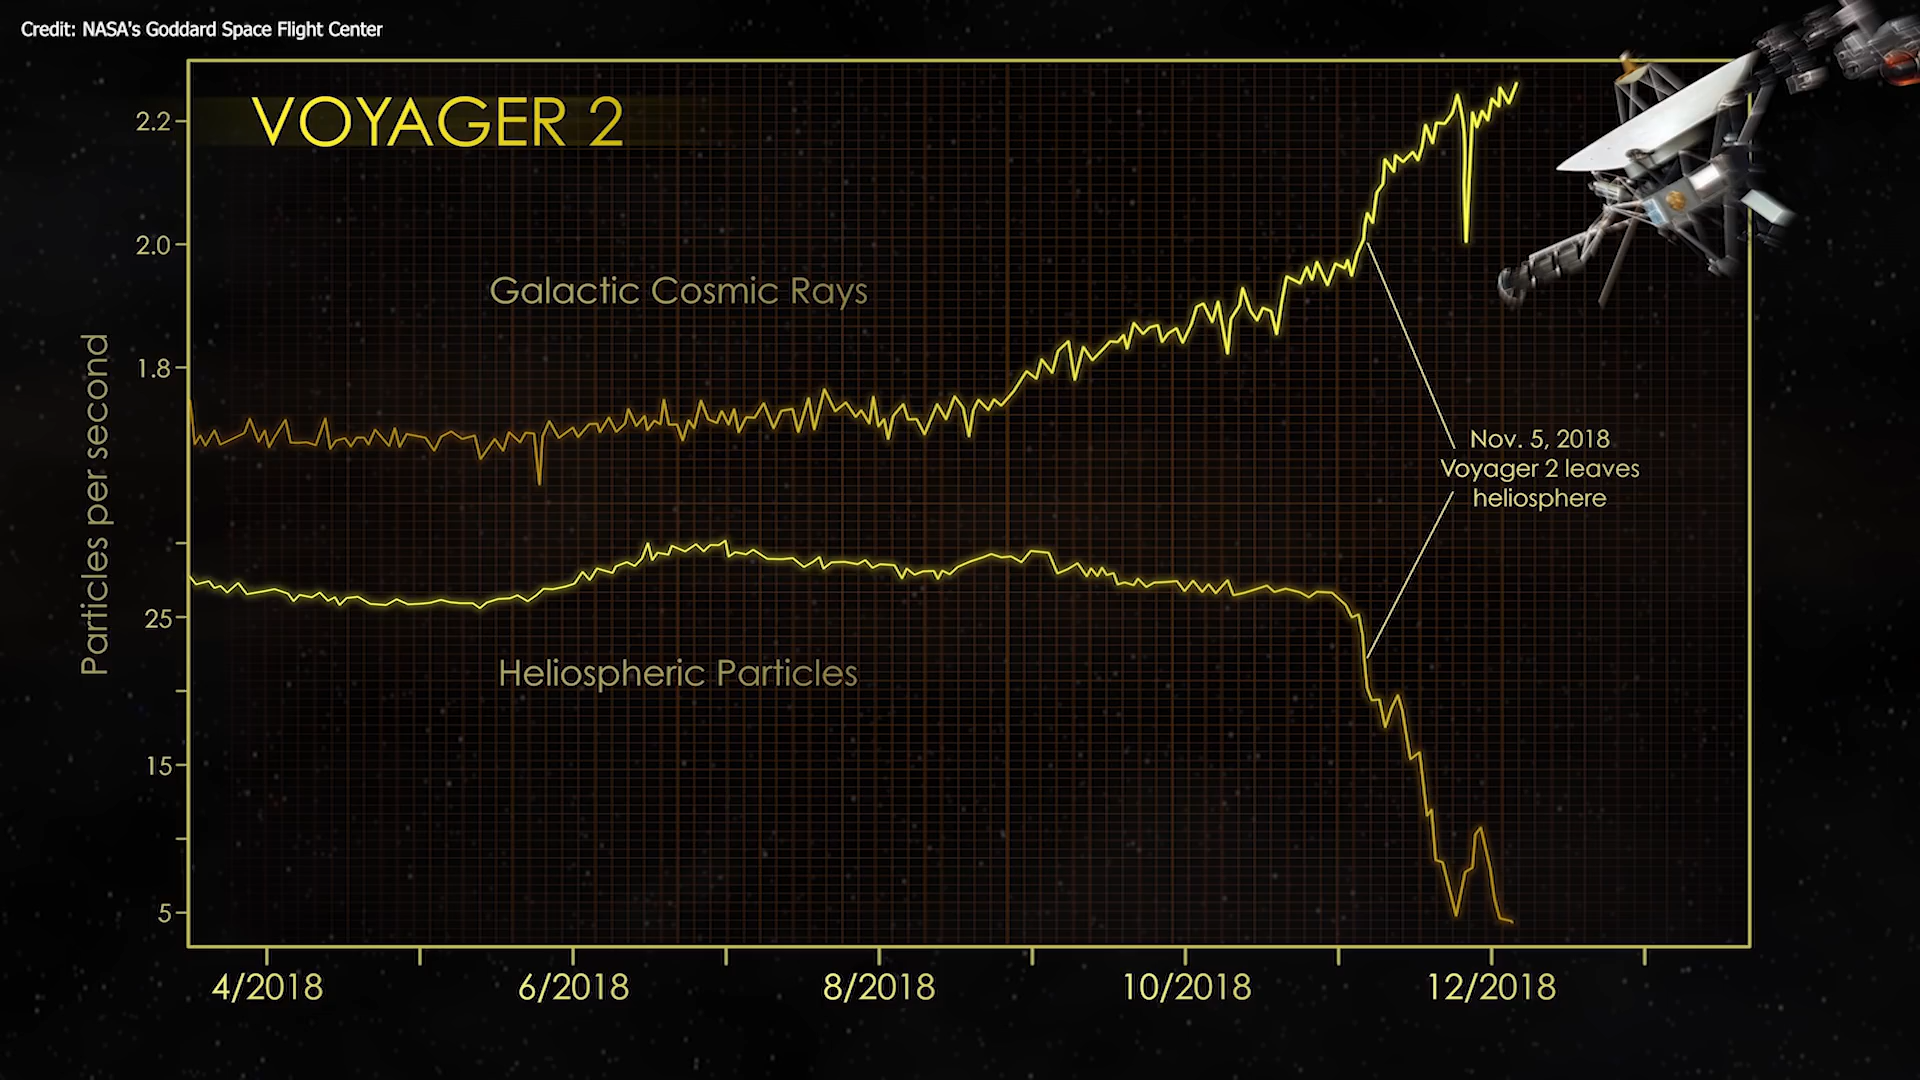 Credit: NASA's Goddard Space Flight Center
VOYAGER 2
2.2
2.0
1.8
25
15
5
Particles per second
Galactic Cosmic Rays
Heliospheric Particles
Nov. 5, 2018
Voyager 2 leaves
heliosphere
4/2018 6/2018 8/2018 10/2018 12/2018